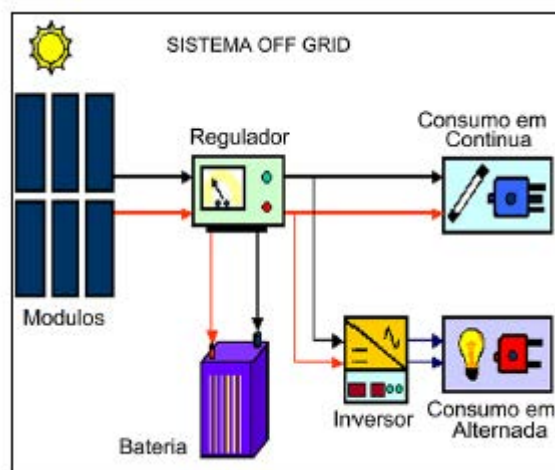 SISTEMA OFF GRID
Regulador
Consumo em
Continua
Modulos
Bateria
Inversor
Consumo em
Alternada